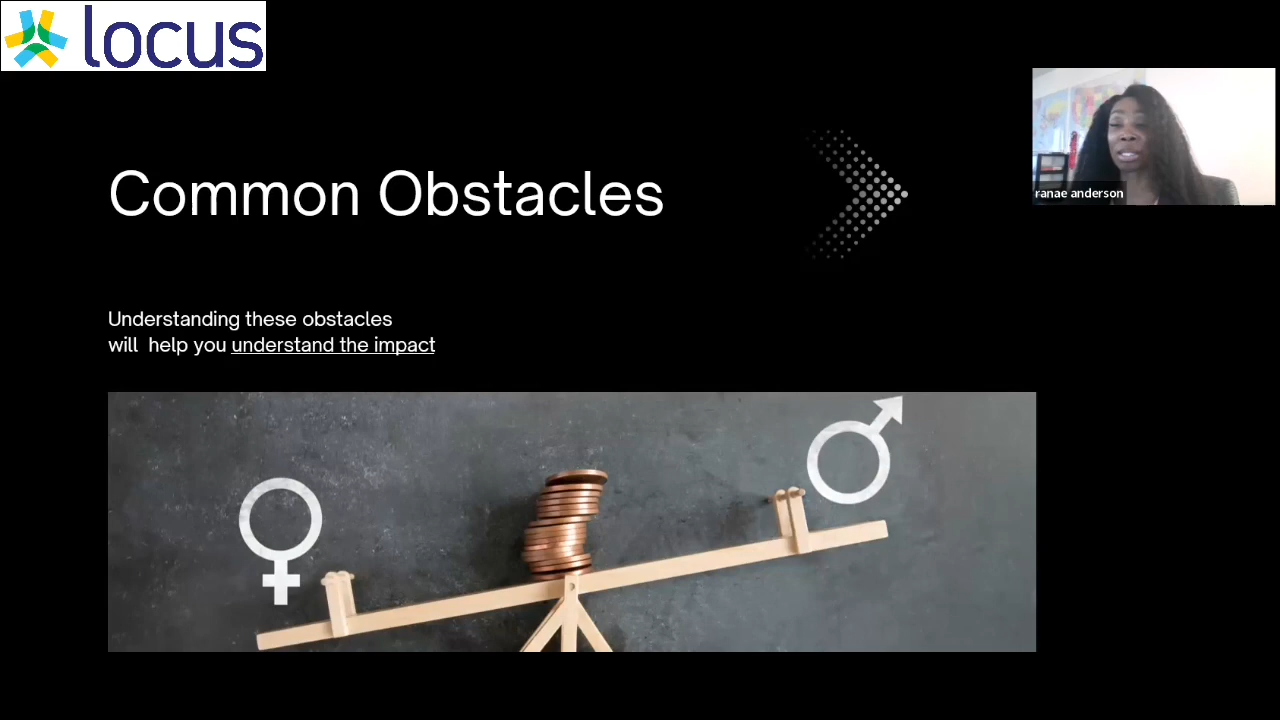 locus
Common Obstacles
ranae anderson
Understanding these obstacles
will help you understand the impact